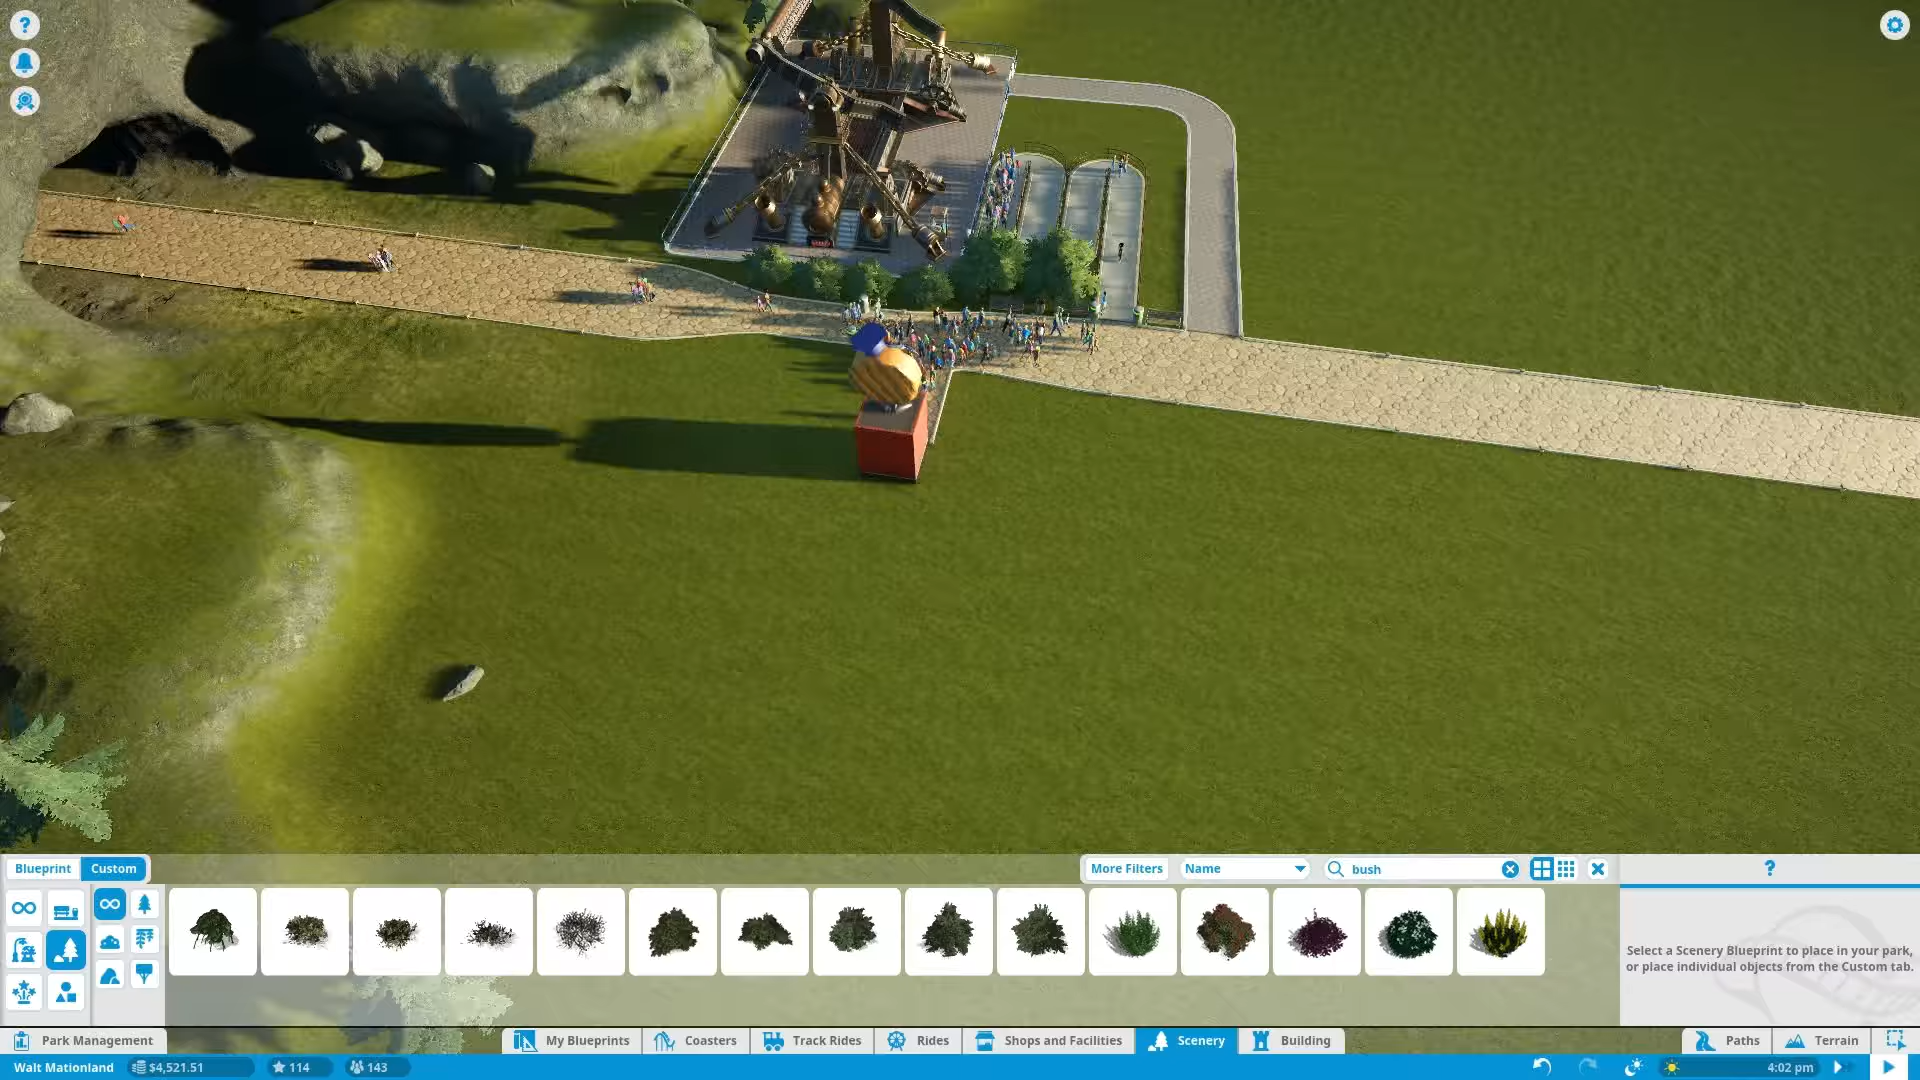 Blueprint Custom
More Filters Name bush
Select a Scenery Blueprint to place in your park,
or place individual objects from the Custom tab.
Park Management My Blueprints Coasters Track Rides Rides Shops and Facilities Scenery Building Paths Terrain
Walt Mationland $4,521.51 114 143 4:02 pm